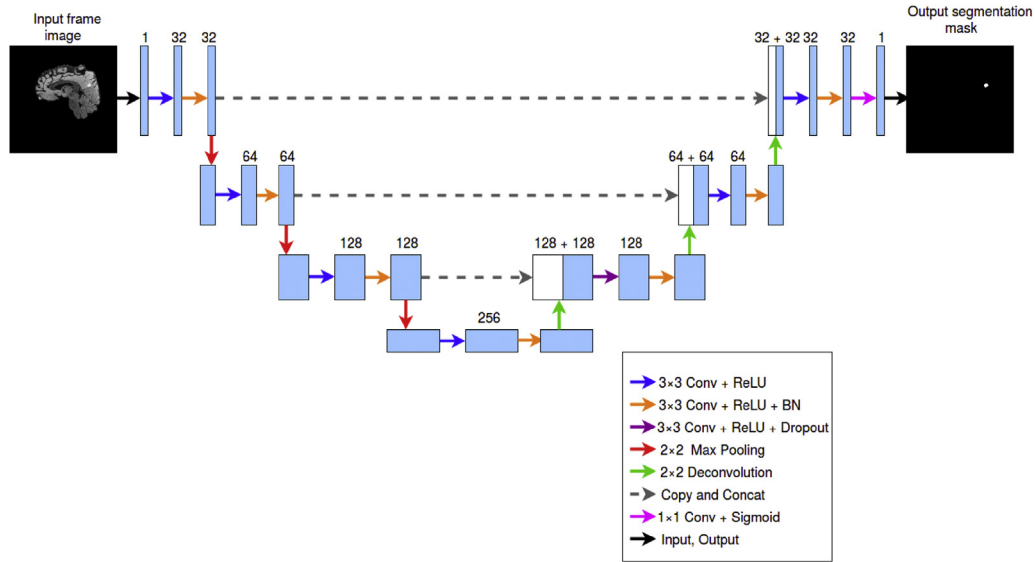 Input frame
image
Output segmentation
mask
1 32 32
32 + 32 32 32 1
64 64
64 + 64 64
128 128
128 + 128 128
256
3×3 Conv + ReLU
3×3 Conv + ReLU + BN
3×3 Conv + ReLU + Dropout
2×2 Max Pooling
2×2 Deconvolution
Copy and Concat
1×1 Conv + Sigmoid
Input, Output